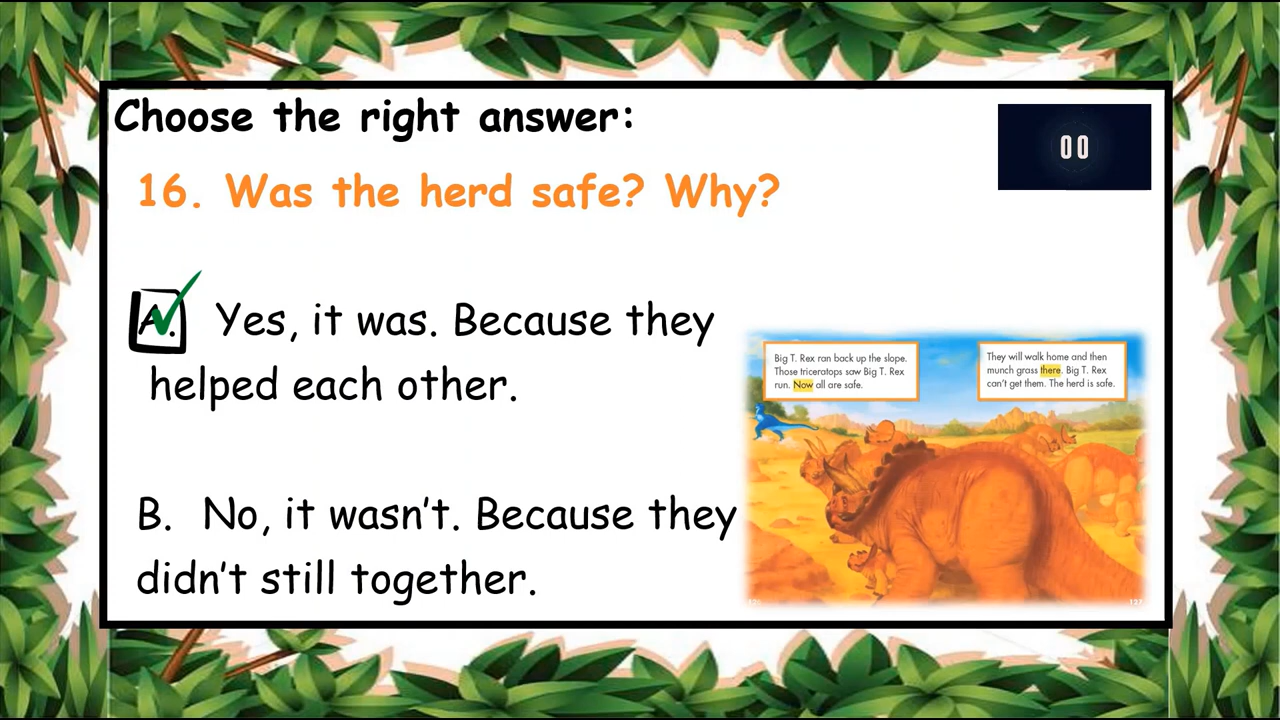 Choose the right answer:
00
16. Was the herd safe? Why?
A. Yes, it was. Because they
helped each other.
B. No, it wasn't. Because they
didn't still together.
Big T. Rex ran back up the slope.
Those triceratops saw Big T. Rex
run. Now all are safe.
They will walk home and then
munch grass there. Big T. Rex
can't get them. The herd is safe.